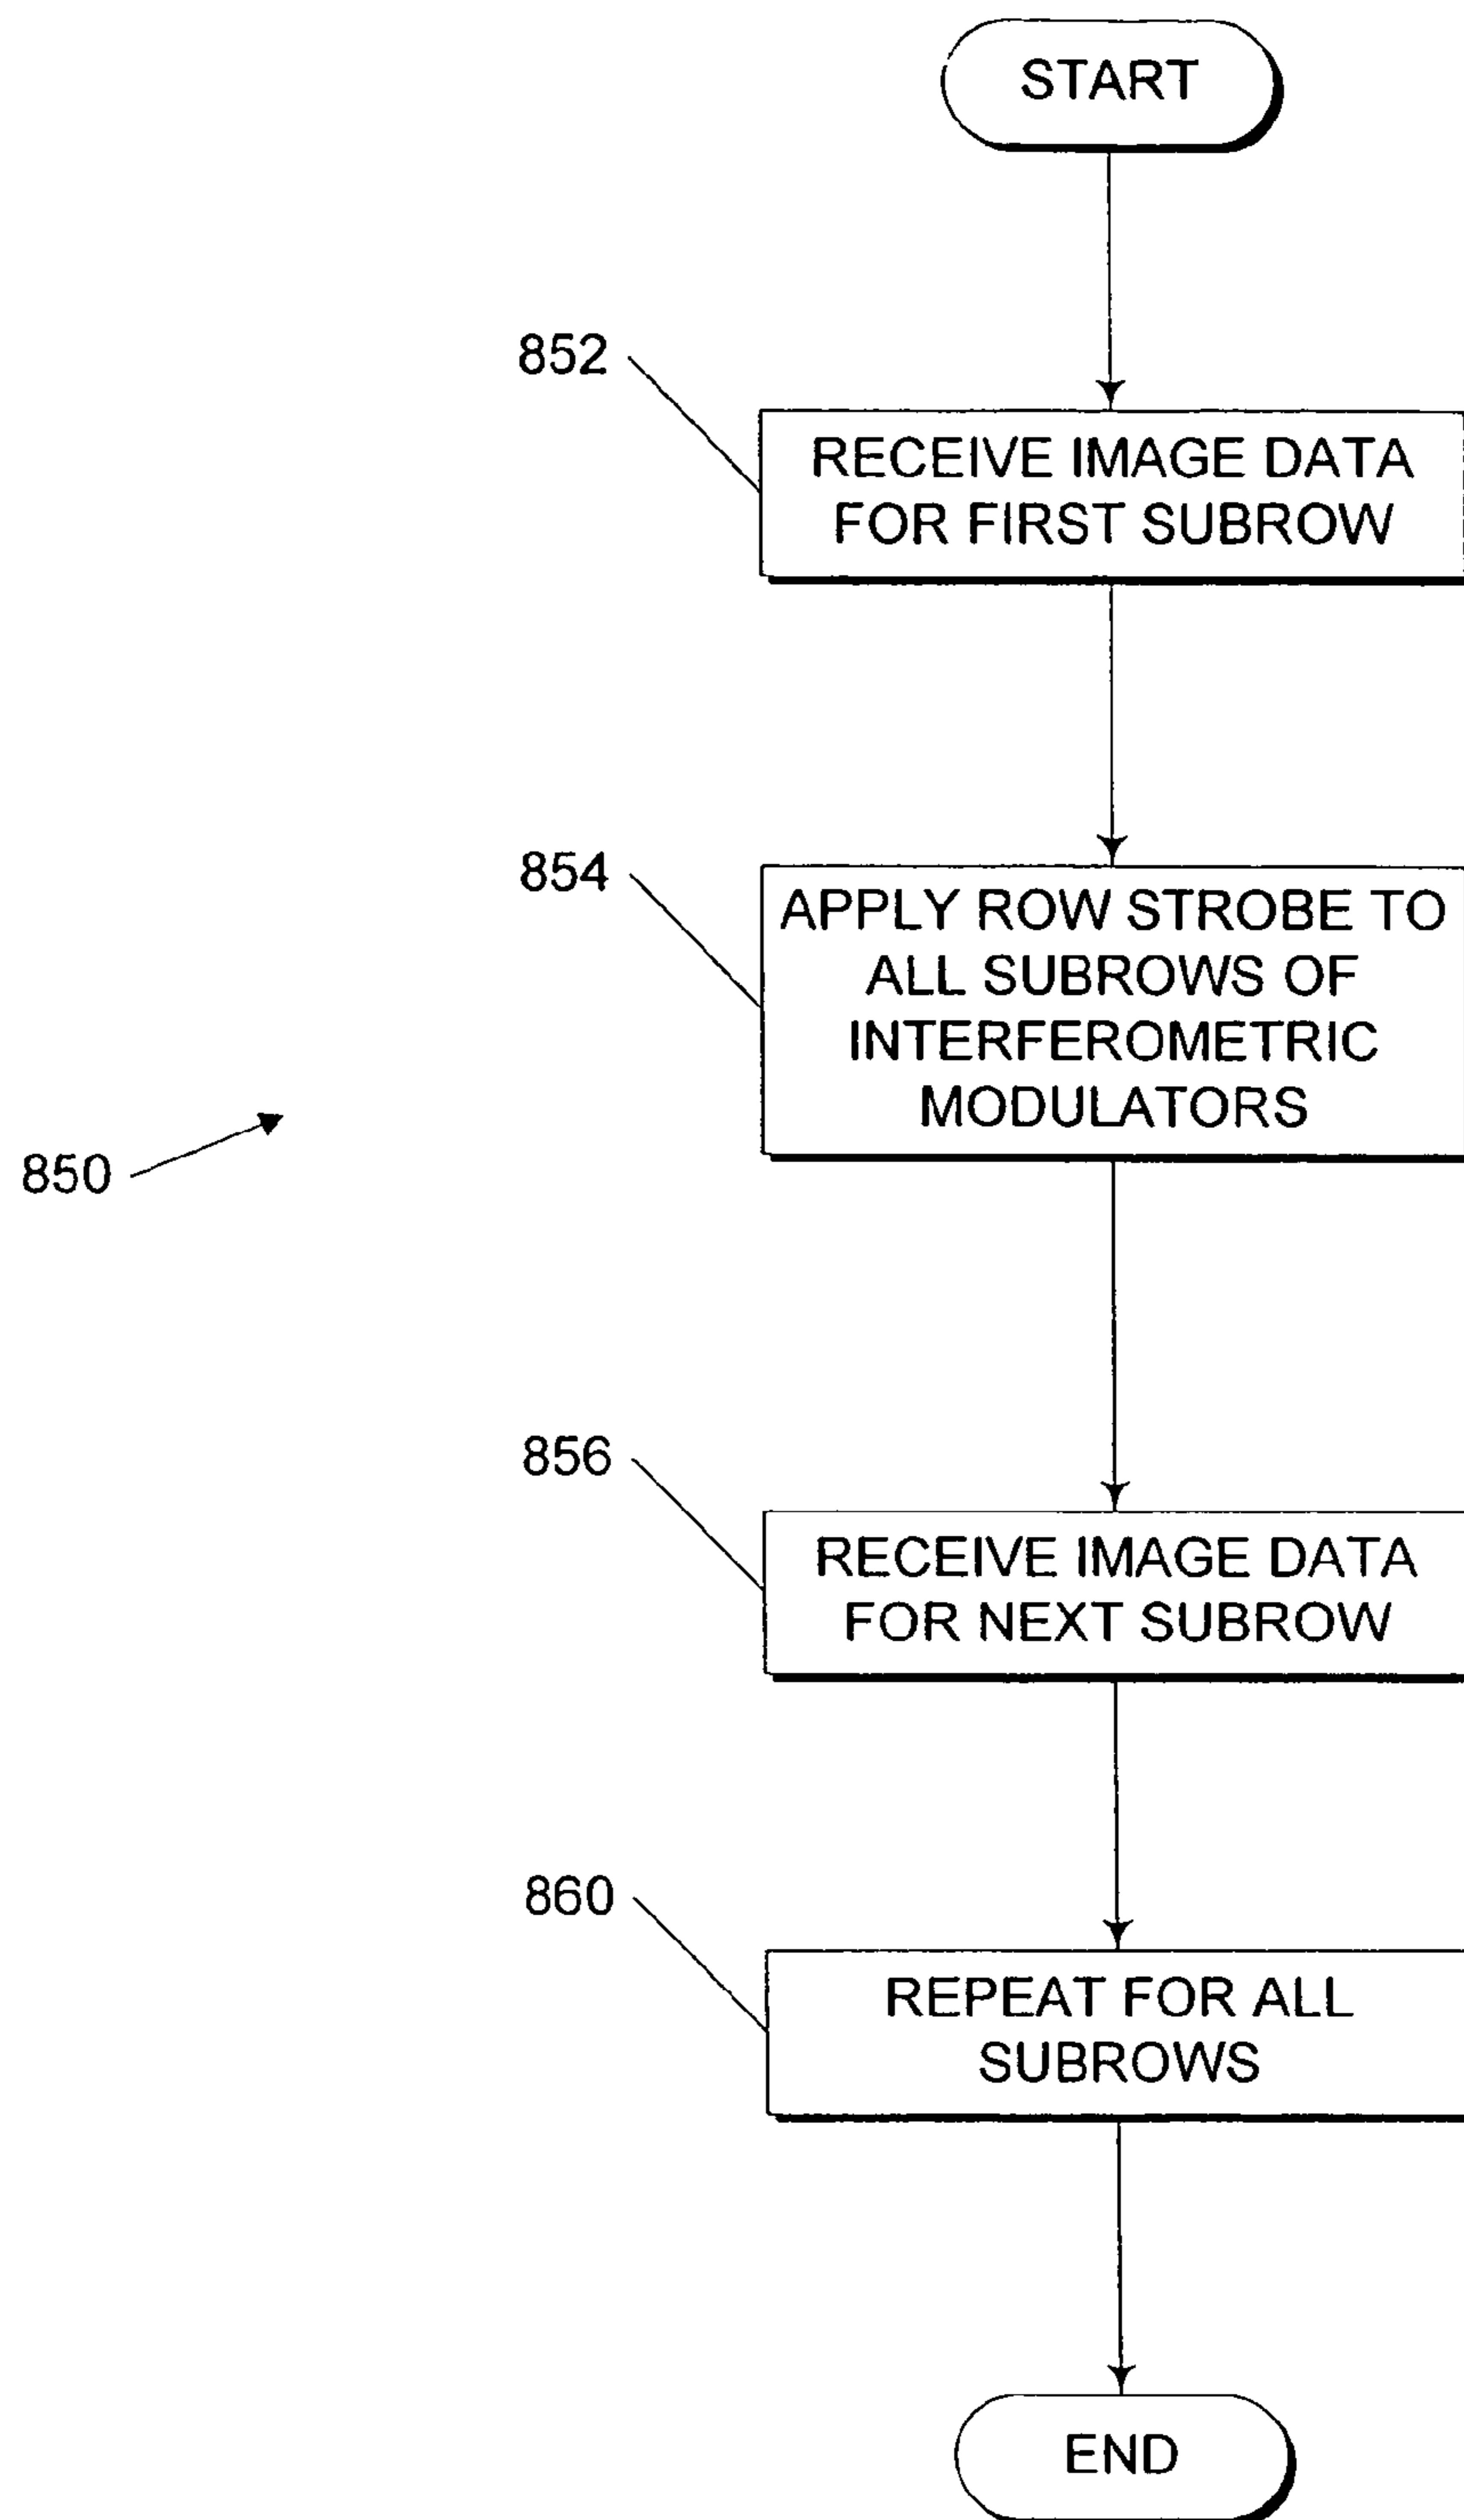 START
852
RECEIVE IMAGE DATA
FOR FIRST SUBROW
854
APPLY ROW STROBE TO
ALL SUBROWS OF
INTERFEROMETRIC
MODULATORS
850
856
RECEIVE IMAGE DATA
FOR NEXT SUBROW
860
REPEAT FOR ALL
SUBROWS
END